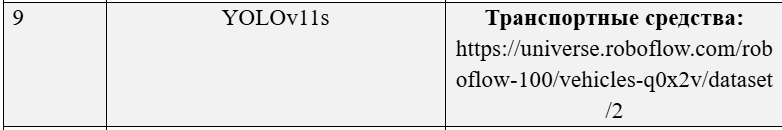 9
YOLOv11s
Транспортные средства:
https://universe.roboflow.com/rob
oflow-100/vehicles-q0x2v/dataset
/2